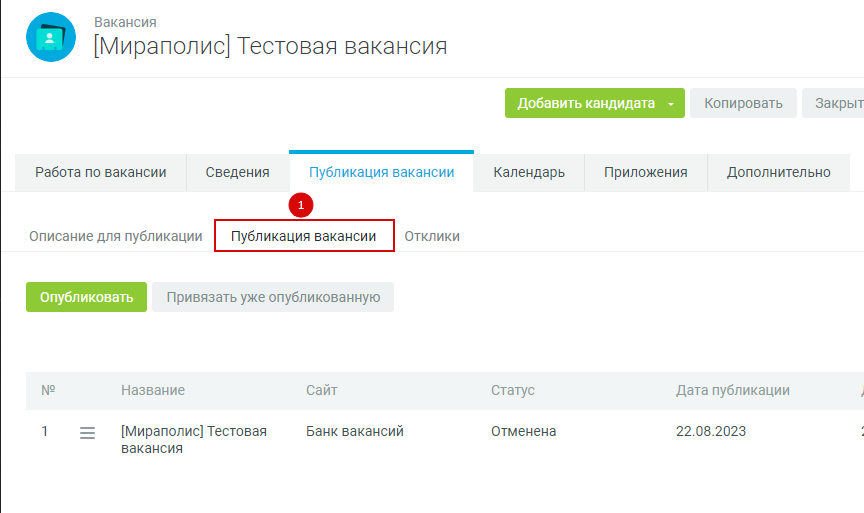 Вакансия
[Мираполис] Тестовая вакансия
Добавить кандидата
Копировать
Закрыт
Работа по вакансии
Сведения
Публикация вакансии
Календарь
Приложения
Дополнительно
1
Описание для публикации
Публикация вакансии
Отклики
Опубликовать
Привязать уже опубликованную
№ Название Сайт Статус Дата публикации
1 [Мираполис] Тестовая Банк вакансий Отменена 22.08.2023
вакансия